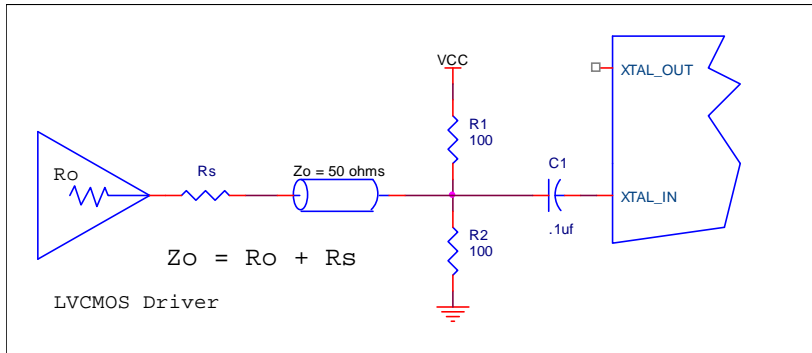 VCC
XTAL_OUT
R1
100
Ro
Rs
Zo = 50 ohms
C1
XTAL_IN
.1uf
R2
100
Zo = Ro + Rs
LVCMOS Driver